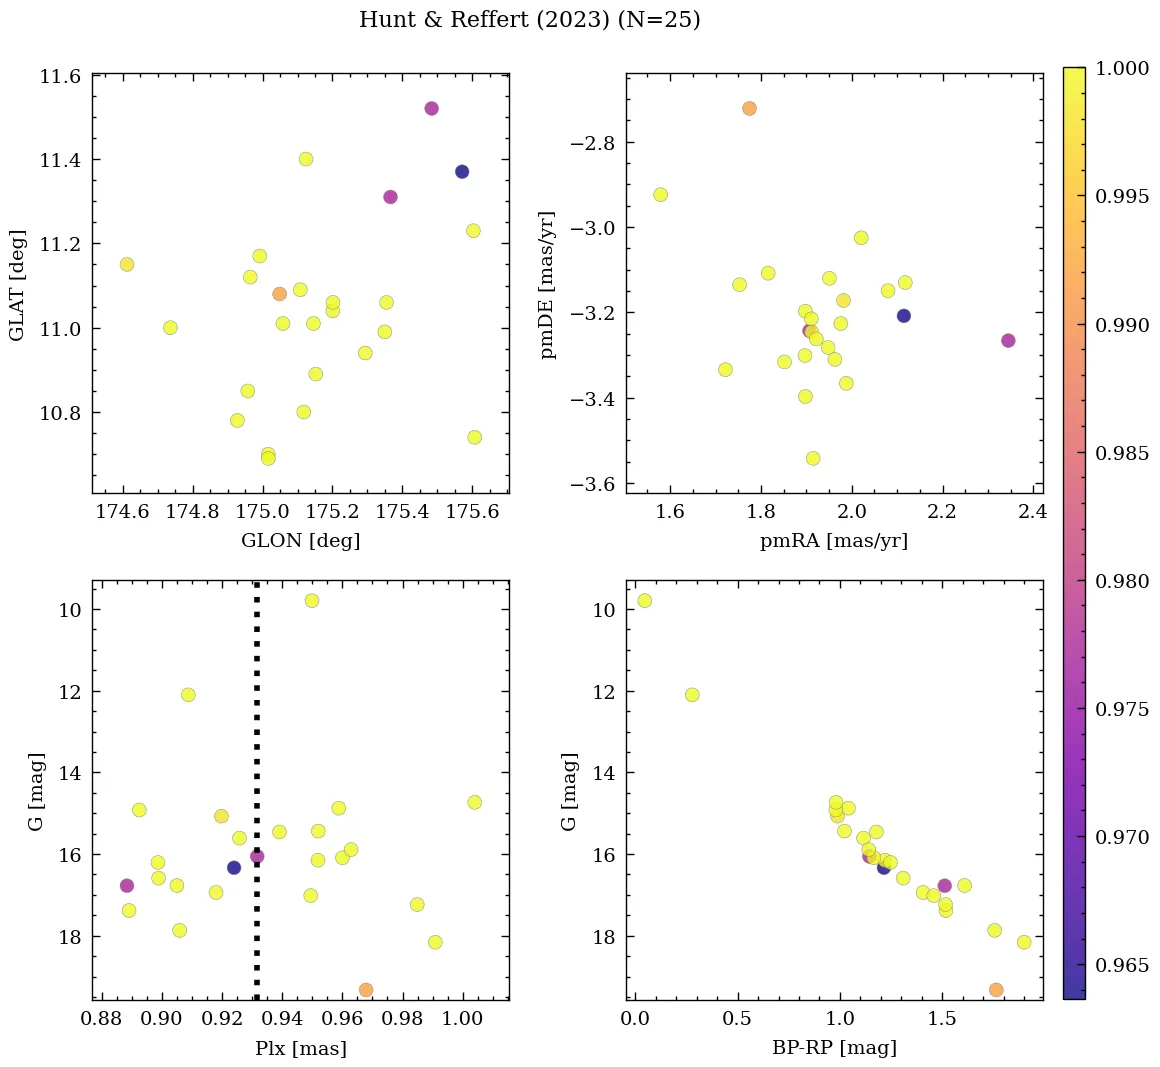 Hunt & Reffert (2023) (N=25)
11.6
11.4
11.2
11.0
10.8
GLAT [deg]
174.6 174.8 175.0 175.2 175.4 175.6
GLON [deg]
−2.8
−3.0
−3.2
−3.4
−3.6
pmDE [mas/yr]
1.6 1.8 2.0 2.2 2.4
pmRA [mas/yr]
10
12
14
16
18
G [mag]
0.88 0.90 0.92 0.94 0.96 0.98 1.00
Plx [mas]
10
12
14
16
18
G [mag]
0.0 0.5 1.0 1.5
BP-RP [mag]
1.000
0.995
0.990
0.985
0.980
0.975
0.970
0.965